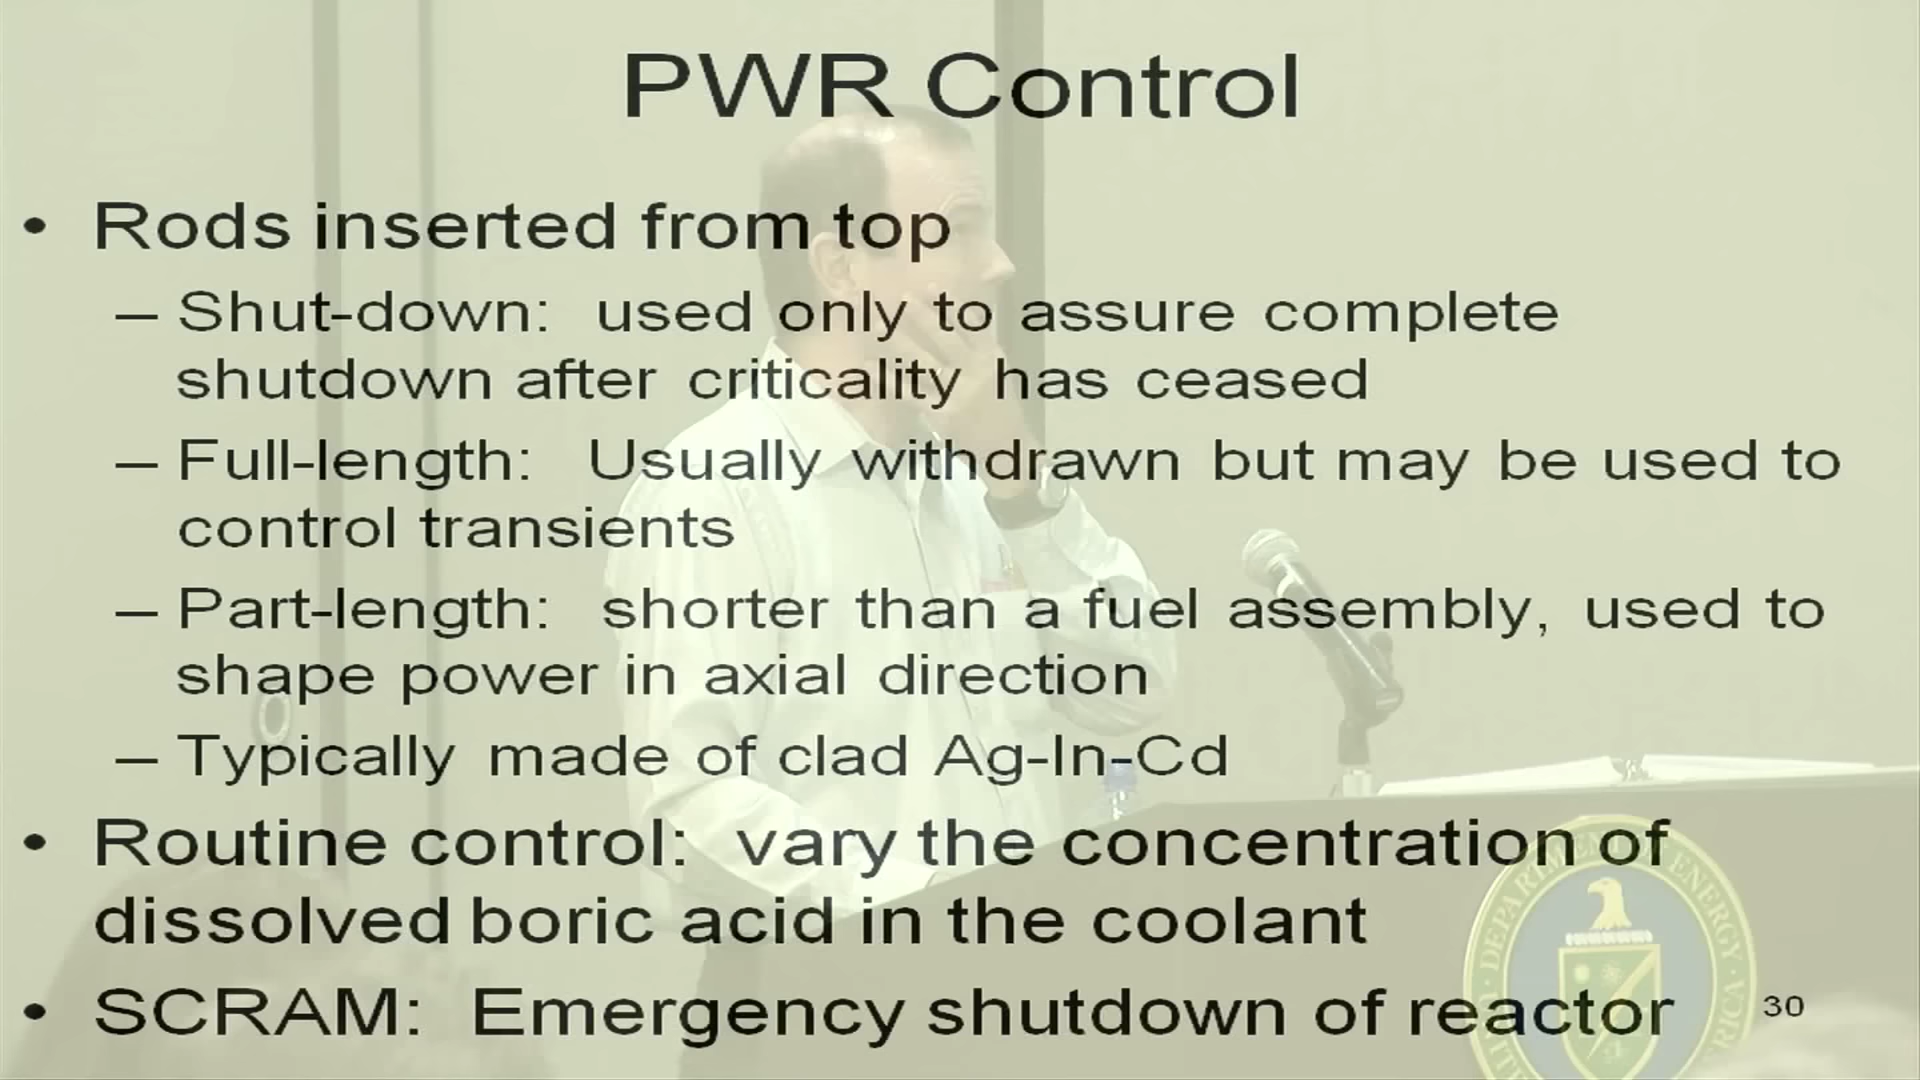 PWR Control
• Rods inserted from top
– Shut-down: used only to assure complete
shutdown after criticality has ceased
– Full-length: Usually withdrawn but may be used to
control transients
– Part-length: shorter than a fuel assembly, used to
shape power in axial direction
– Typically made of clad Ag-In-Cd
• Routine control: vary the concentration of
dissolved boric acid in the coolant
• SCRAM: Emergency shutdown of reactor
30
DEPARTMENT OF ENERGY